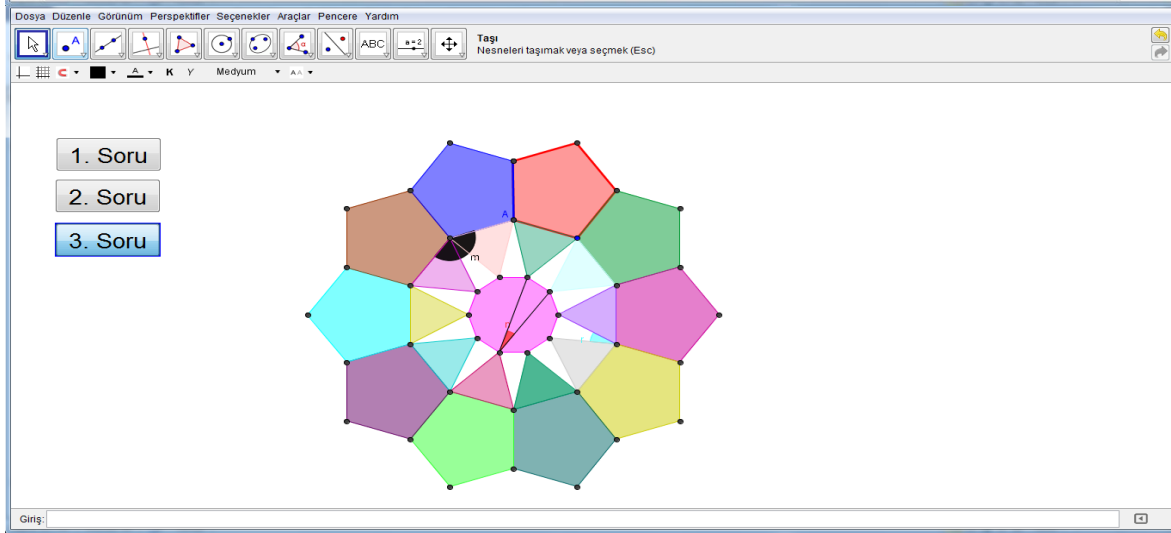 Dosya Düzenle Görünüm Perspektifler Seçenekler Araçlar Pencere Yardım
A
α
ABC
a = 2
Taşı
Nesneleri taşımak veya seçmek (Esc)
A
K Y Medyum
A A
1. Soru
2. Soru
3. Soru
A
m
Giriş: